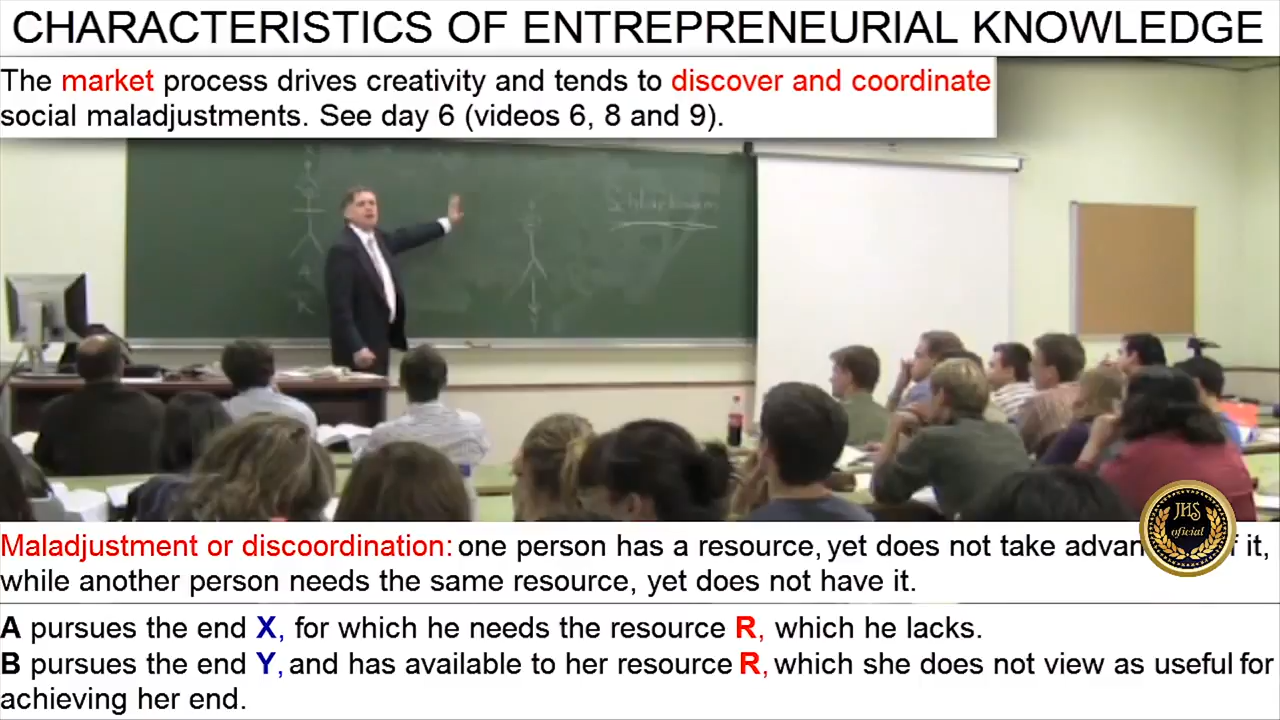 CHARACTERISTICS OF ENTREPRENEURIAL KNOWLEDGE
The market process drives creativity and tends to discover and coordinate
social maladjustments. See day 6 (videos 6, 8 and 9).
Maladjustment or discoordination: one person has a resource, yet does not take it,
while another person needs the same resource, yet does not have it.
JHS
oficial
A pursues the end X, for which he needs the resource R, which he lacks.
B pursues the end Y, and has available to her resource R, which she does not view as useful for
achieving her end.